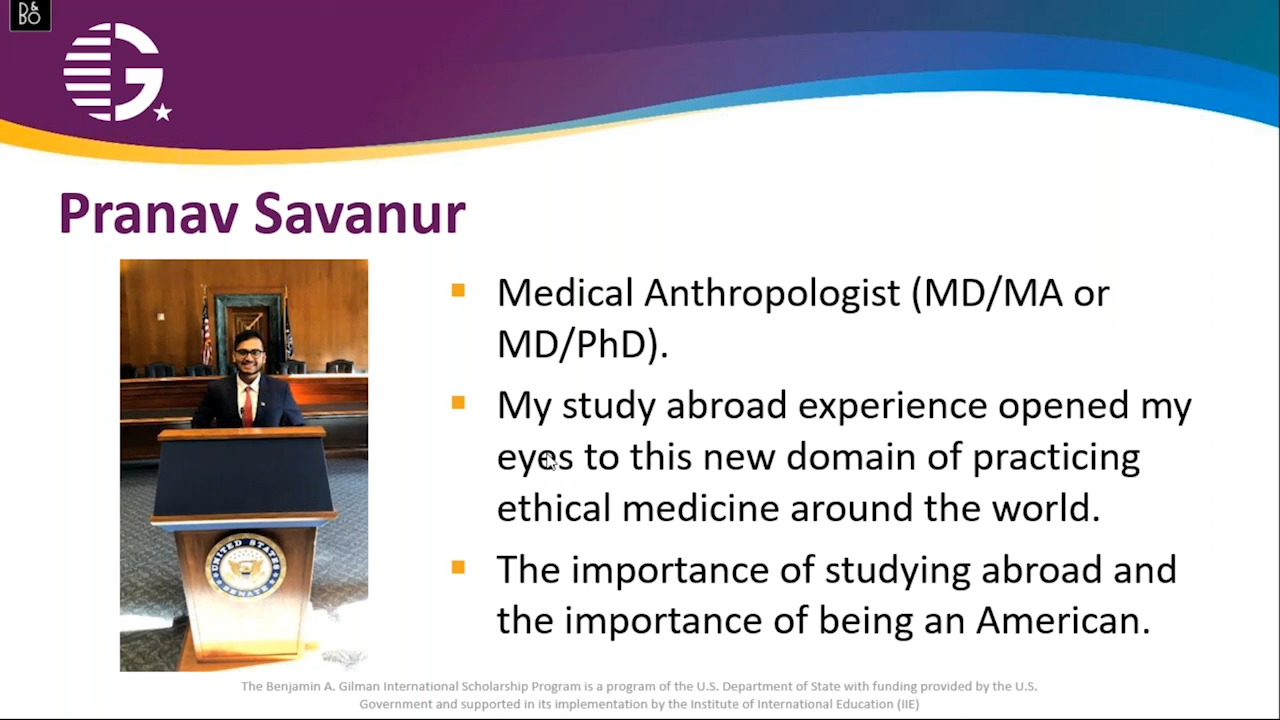 B&O
G
Pranav Savanur
Medical Anthropologist (MD/MA or
MD/PhD).
My study abroad experience opened my
eyes to this new domain of practicing
ethical medicine around the world.
The importance of studying abroad and
the importance of being an American.
UNITED STATES
SENATE
The Benjamin A. Gilman International Scholarship Program is a program of the U.S. Department of State with funding provided by the U.S.
Government and supported in its implementation by the Institute of International Education (IIE)